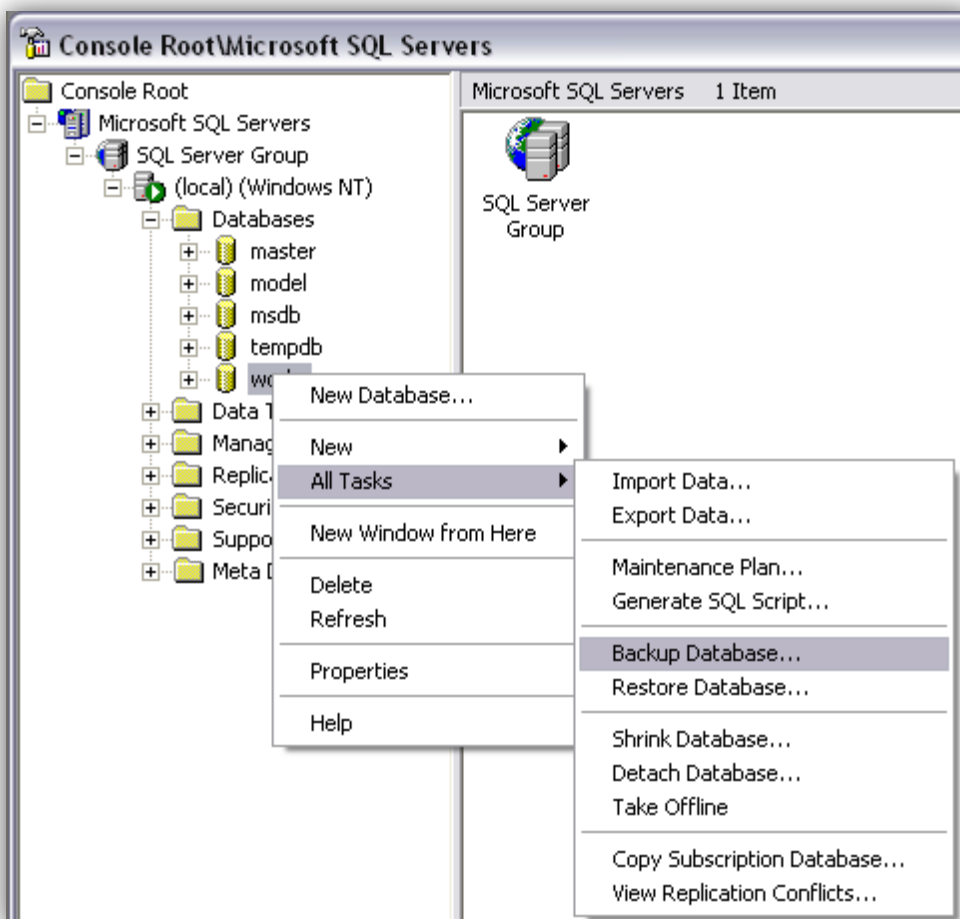 Console Root\Microsoft SQL Servers
Console Root
Microsoft SQL Servers
SQL Server Group
(local) (Windows NT)
Databases
master
model
msdb
tempdb
Data
Meta
Microsoft SQL Servers 1 Item
SQL Server
Group
New Database...
New
All Tasks
New Window from Here
Delete
Refresh
Properties
Help
Import Data...
Export Data...
Maintenance Plan...
Generate SQL Script...
Backup Database...
Restore Database...
Shrink Database...
Detach Database...
Take Offline
Copy Subscription Database...
View Replication Conflicts...